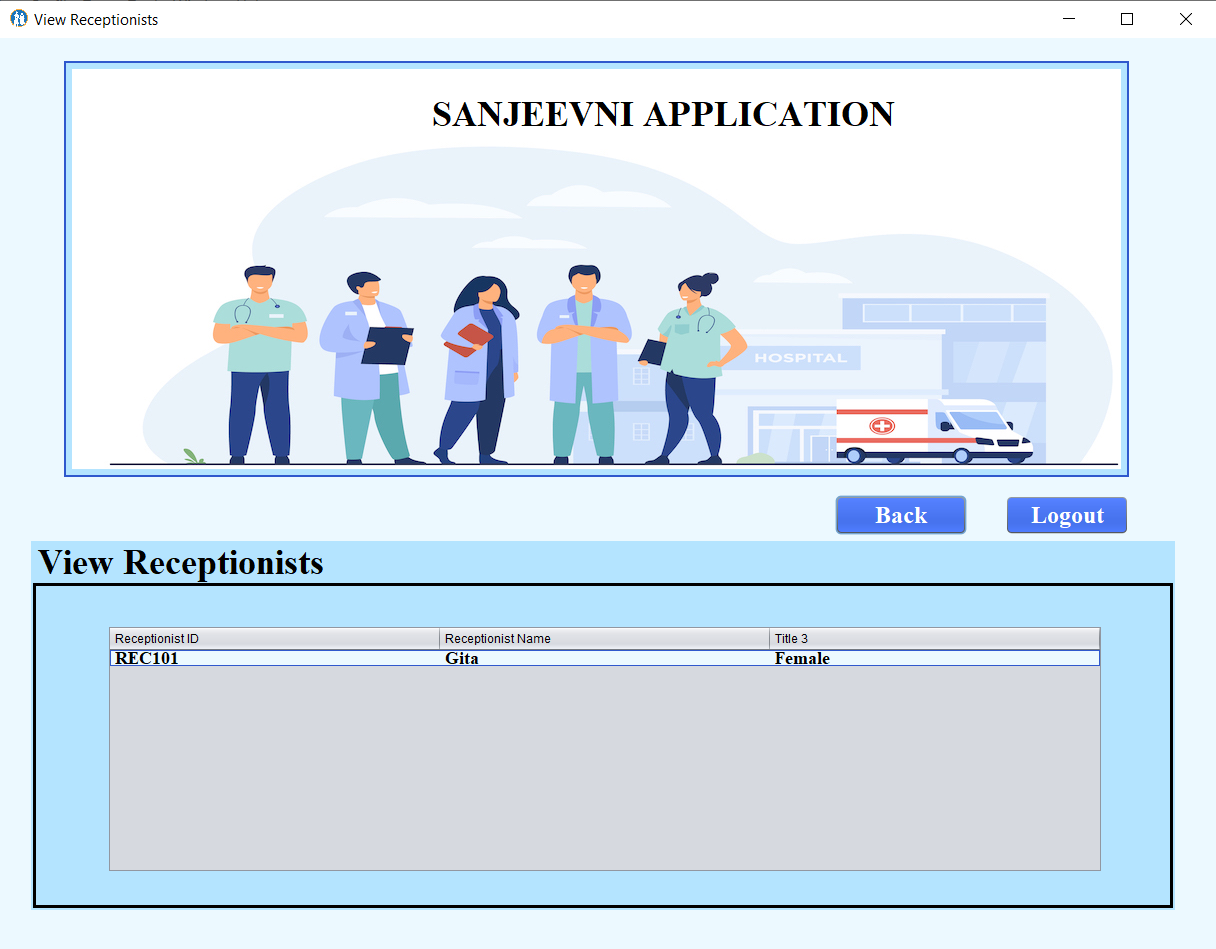 View Receptionists
SANJEEVNI APPLICATION
HOSPITAL
Back Logout
View Receptionists
Receptionist ID Receptionist Name Title 3
REC101 Gita Female